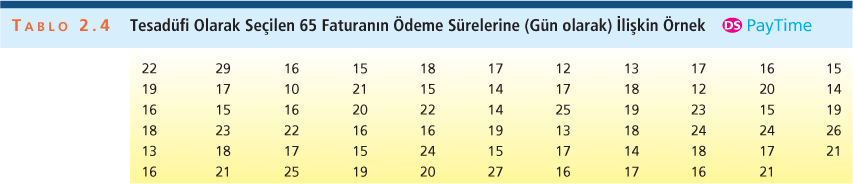 TABLO 2.4 Tesadüfi Olarak Seçilen 65 Faturanın Ödeme Sürelerine (Gün olarak) İlişkin Örnek DS PayTime
22 29 16 15 18 17 12 13 17 16 15
19 17 10 21 15 14 17 18 12 20 14
16 15 16 20 22 14 25 19 23 15 19
18 23 22 16 16 19 13 18 24 24 26
13 18 17 15 24 15 17 14 18 17 21
16 21 25 19 20 27 16 17 16 21